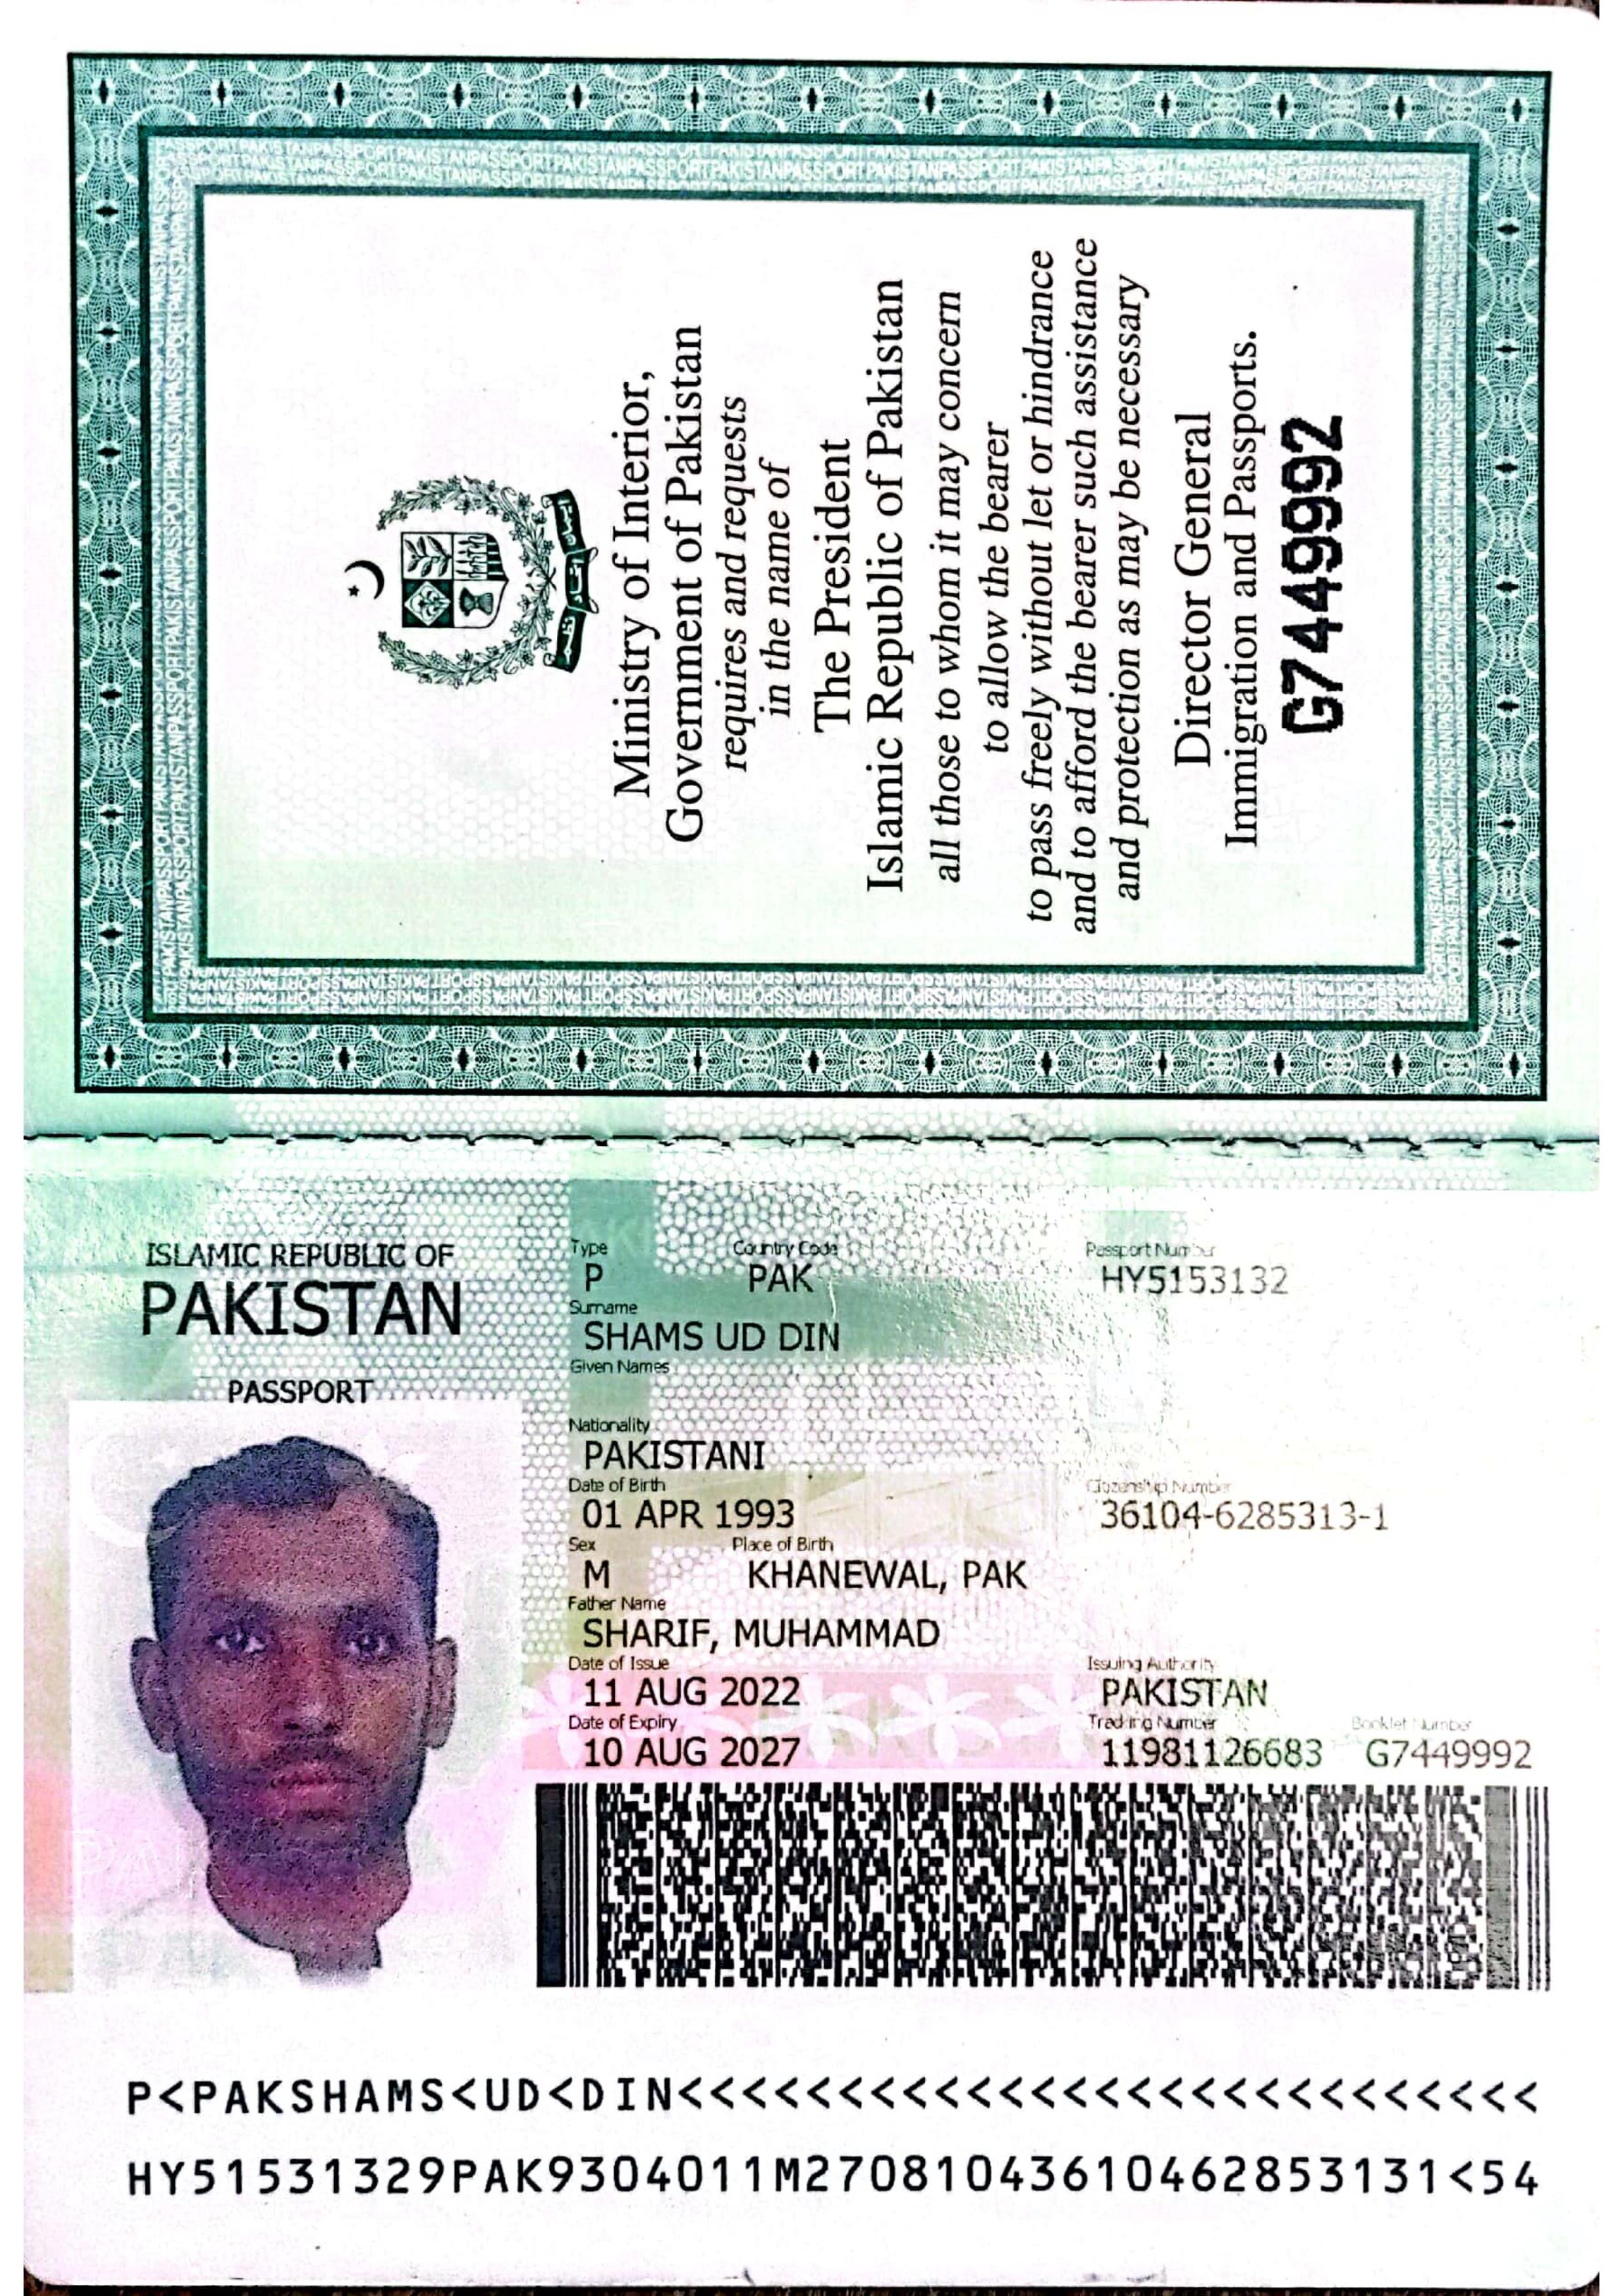 Ministry of Interior,
Government of Pakistan
requires and requests
in the name of
The President
Islamic Republic of Pakistan
all those to whom it may concern
to allow the bearer
to pass freely without let or hindrance
and to afford the bearer such assistance
and protection as may be necessary
Director General
Immigration and Passports.
G7449992
ISLAMIC REPUBLIC OF
PAKISTAN
PASSPORT
Type Country Code Passport Number
P PAK HY5153132
Surname
SHAMS UD DIN
Given Names
Nationality
PAKISTANI
Date of Birth Citizenship Number
01 APR 1993 36104-6285313-1
Sex Place of Birth
M KHANEWAL, PAK
Father Name
SHARIF, MUHAMMAD
Date of Issue Issuing Authority
11 AUG 2022 PAKISTAN
Date of Expiry Tracking Number Booklet Number
10 AUG 2027 11981126683 G7449992
P<PAKSHAMS<UD<DIN<<<<<<<<<<<<<<<<<<<<<<<<<<<
HY51531329PAK9304011M27081043610462853131<54